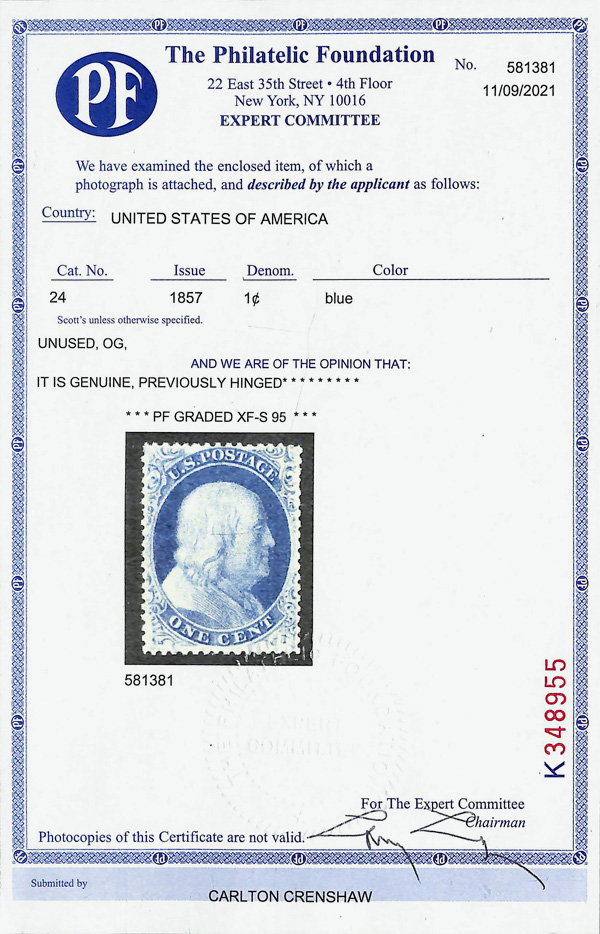 PF
The Philatelic Foundation
22 East 35th Street • 4th Floor
New York, NY 10016
EXPERT COMMITTEE
No. 581381
11/09/2021
We have examined the enclosed item, of which a
photograph is attached, and described by the applicant as follows:
Country: UNITED STATES OF AMERICA
Cat. No. Issue Denom. Color
24 1857 1¢ blue
Scott's unless otherwise specified.
UNUSED, OG,
AND WE ARE OF THE OPINION THAT:
IT IS GENUINE, PREVIOUSLY HINGED* * * * * * * * *
* * * PF GRADED XF-S 95 * * *
U.S. POSTAGE
ONE CENT
581381
K348955
For The Expert Committee
Chairman
Photocopies of this Certificate are not valid.
Submitted by
CARLTON CRENSHAW